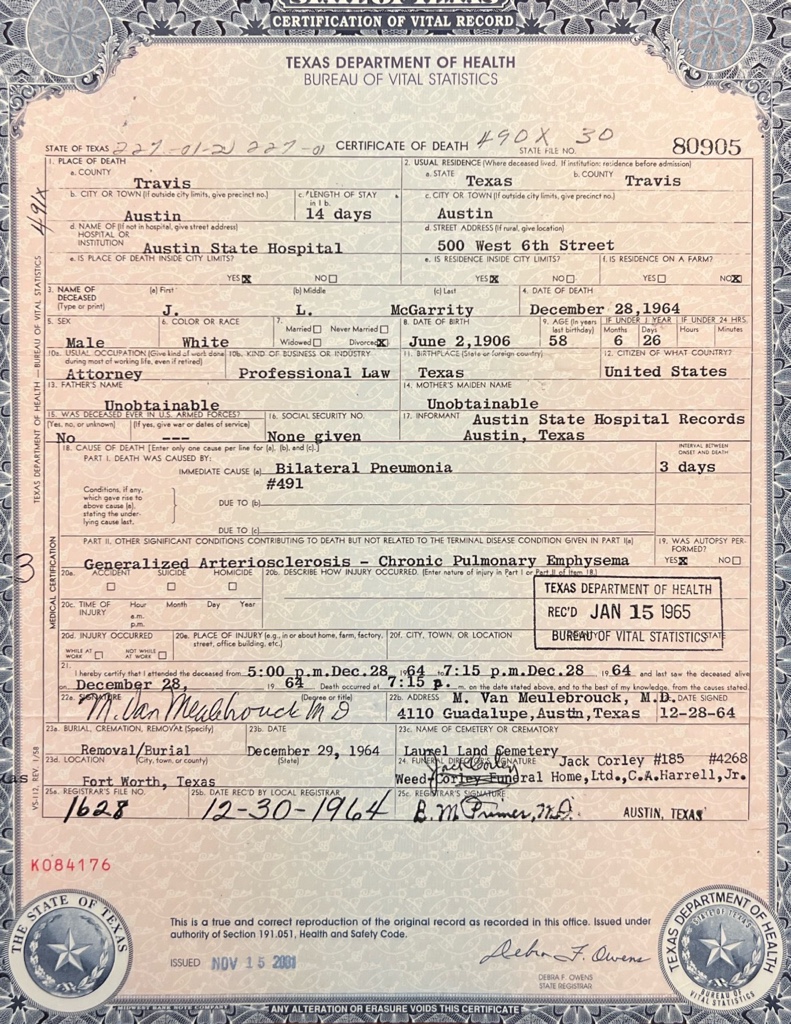 STATE OF TEXAS
CERTIFICATION OF VITAL RECORD
TEXAS DEPARTMENT OF HEALTH
BUREAU OF VITAL STATISTICS
STATE OF TEXAS 227-01-2 227-01 CERTIFICATE OF DEATH 490X 30 STATE FILE NO. 80905
1. PLACE OF DEATH
a. COUNTY
Travis
2. USUAL RESIDENCE (Where deceased lived. If institution: residence before admission)
a. STATE Texas b. COUNTY Travis
b. CITY OR TOWN (If outside city limits, give precinct no.)
Austin
c. LENGTH OF STAY in 1 b.
14 days
c. CITY OR TOWN (If outside city limits, give precinct no.)
Austin
d. NAME OF (If not in hospital, give street address)
HOSPITAL OR
INSTITUTION Austin State Hospital
d. STREET ADDRESS (If rural, give location)
500 West 6th Street
e. IS PLACE OF DEATH INSIDE CITY LIMITS?
YES X NO
e. IS RESIDENCE INSIDE CITY LIMITS?
YES X NO
f. IS RESIDENCE ON A FARM?
YES NO X
3. NAME OF DECEASED (Type or print)
(a) First (b) Middle (c) Last
J. L. McGarrity
4. DATE OF DEATH
December 28,1964
5. SEX
Male
6. COLOR OR RACE
White
7.
Married Never Married
Widowed Divorced X
8. DATE OF BIRTH
June 2,1906
9. AGE (In years last birthday)
58
IF UNDER 1 YEAR
Months Days
6 26
IF UNDER 24 HRS.
Hours Minutes
10a. USUAL OCCUPATION (Give kind of work done during most of working life, even if retired)
Attorney
10b. KIND OF BUSINESS OR INDUSTRY
Professional Law
11. BIRTHPLACE (State or foreign country)
Texas
12. CITIZEN OF WHAT COUNTRY?
United States
13. FATHER'S NAME
Unobtainable
14. MOTHER'S MAIDEN NAME
Unobtainable
15. WAS DECEASED EVER IN U.S. ARMED FORCES?
(Yes, no, or unknown) (If yes, give war or dates of service)
No ---
16. SOCIAL SECURITY NO.
None given
17. INFORMANT Austin State Hospital Records
Austin, Texas
18. CAUSE OF DEATH [Enter only one cause per line for (a), (b), and (c).]
PART I. DEATH WAS CAUSED BY:
IMMEDIATE CAUSE (a) Bilateral Pneumonia
#491
INTERVAL BETWEEN ONSET AND DEATH
3 days
Conditions, if any, which gave rise to above cause (a), stating the underlying cause last.
DUE TO (b)
DUE TO (c)
PART II. OTHER SIGNIFICANT CONDITIONS CONTRIBUTING TO DEATH BUT NOT RELATED TO THE TERMINAL DISEASE CONDITION GIVEN IN PART I(a)
Generalized Arteriosclerosis - Chronic Pulmonary Emphysema
19. WAS AUTOPSY PERFORMED?
YES X NO
20a. ACCIDENT SUICIDE HOMICIDE
20b. DESCRIBE HOW INJURY OCCURRED. (Enter nature of injury in Part I or Part II of Item 18.)
20c. TIME OF INJURY
Hour Month Day Year
a.m.
p.m.
TEXAS DEPARTMENT OF HEALTH
REC'D JAN 15 1965
BUREAU OF VITAL STATISTICS
20d. INJURY OCCURRED
WHILE AT WORK NOT WHILE AT WORK
20e. PLACE OF INJURY (e.g., in or about home, farm, factory, street, office building, etc.)
20f. CITY, TOWN, OR LOCATION STATE
21.
I hereby certify that I attended the deceased from 5:00 p.m.Dec.28, 1964 7:15 p.m.Dec.28 1964 and last saw the deceased alive
on December 28, 1964 Death occurred at 7:15 p. m. on the date stated above, and to the best of my knowledge, from the causes stated.
22a. SIGNATURE (Degree or title)
M. Van Meulebrouck M D
22b. ADDRESS M. Van Meulebrouck, M.D.
4110 Guadalupe,Austin,Texas
DATE SIGNED
12-28-64
23a. BURIAL, CREMATION, REMOVAL (Specify)
Removal/Burial
23b. DATE
December 29, 1964
23c. NAME OF CEMETERY OR CREMATORY
Laurel Land Cemetery
23d. LOCATION (City, town, or county) (State)
Fort Worth, Texas
24. FUNERAL DIRECTOR'S SIGNATURE Jack Corley #185 #4268
Jack Corley
Weed-Corley Funeral Home,Ltd.,C.A.Harrell,Jr.
25a. REGISTRAR'S FILE NO.
1628
25b. DATE REC'D BY LOCAL REGISTRAR
12-30-1964
25c. REGISTRAR'S SIGNATURE
B. M. Primer, M.D. AUSTIN, TEXAS
TEXAS DEPARTMENT OF HEALTH — BUREAU OF VITAL STATISTICS
491X
3
MEDICAL CERTIFICATION
VS-112, REV. 1/58
K084176
This is a true and correct reproduction of the original record as recorded in this office. Issued under
authority of Section 191.051, Health and Safety Code.
ISSUED NOV 15 2001
Debra F. Owens
DEBRA F. OWENS
STATE REGISTRAR
THE STATE OF TEXAS
TEXAS DEPARTMENT OF HEALTH
STATE OF TEXAS
BUREAU OF VITAL STATISTICS
MIDWEST BANK NOTE COMPANY
ANY ALTERATION OR ERASURE VOIDS THIS CERTIFICATE